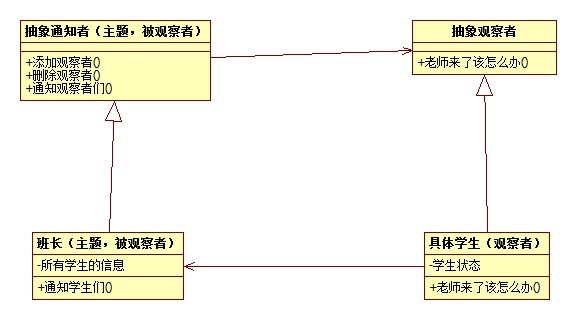 抽象通知者（主题，被观察者）
+添加观察者()
+删除观察者()
+通知观察者们()
抽象观察者
+老师来了该怎么办()
班长（主题，被观察者）
-所有学生的信息
+通知学生们()
具体学生（观察者）
-学生状态
+老师来了该怎么办()